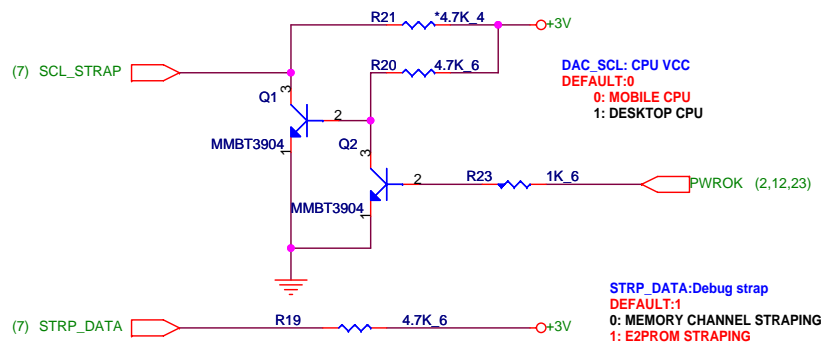 R21 *4.7K_4 +3V
(7) SCL_STRAP
R20 4.7K_6
DAC_SCL: CPU VCC
DEFAULT:0
0: MOBILE CPU
1: DESKTOP CPU
Q1 3
2
MMBT3904 1
Q2 3
2 R23 1K_6 PWROK (2,12,23)
MMBT3904 1
STRP_DATA:Debug strap
DEFAULT:1
0: MEMORY CHANNEL STRAPING
1: E2PROM STRAPING
(7) STRP_DATA R19 4.7K_6 +3V